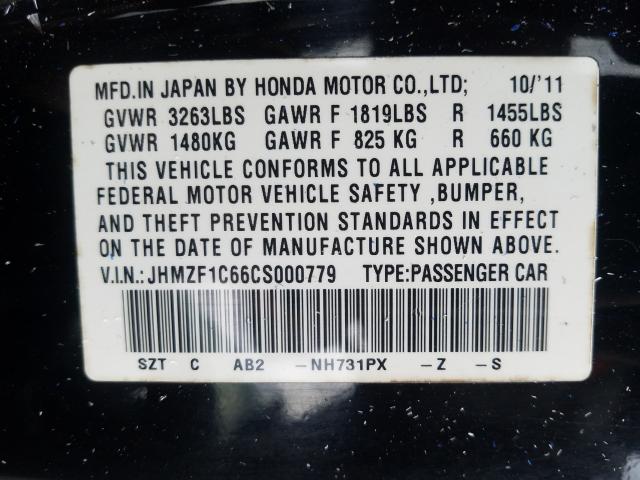 MFD.IN JAPAN BY HONDA MOTOR CO.,LTD; 10/'11
GVWR 3263LBS GAWR F 1819LBS R 1455LBS
GVWR 1480KG GAWR F 825 KG R 660 KG
THIS VEHICLE CONFORMS TO ALL APPLICABLE
FEDERAL MOTOR VEHICLE SAFETY ,BUMPER,
AND THEFT PREVENTION STANDARDS IN EFFECT
ON THE DATE OF MANUFACTURE SHOWN ABOVE.
V.I.N.:JHMZF1C66CS000779 TYPE:PASSENGER CAR
SZT C AB2 -NH731PX -Z -S